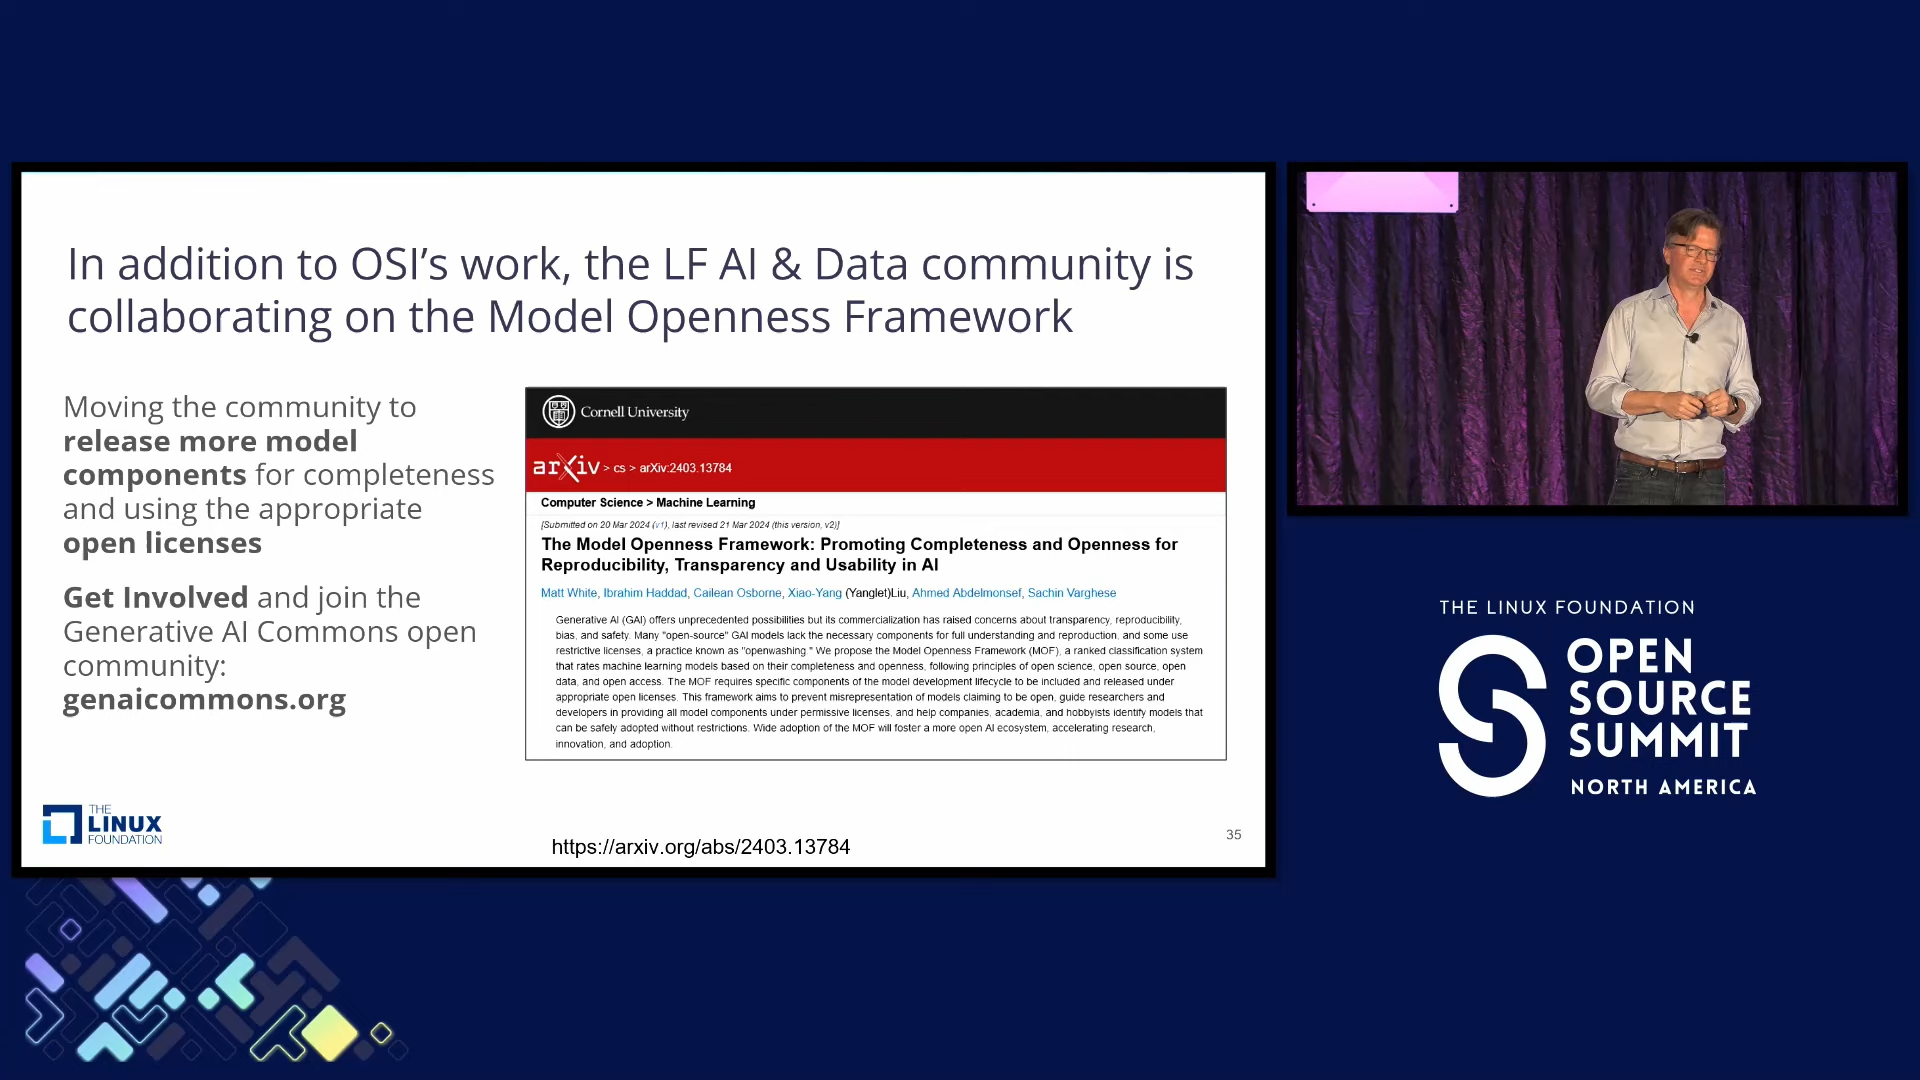 In addition to OSI’s work, the LF AI & Data community is
collaborating on the Model Openness Framework
Moving the community to
release more model
components for completeness
and using the appropriate
open licenses
Get Involved and join the
Generative AI Commons open
community:
genaicommons.org
Cornell University
arXiv > cs > arXiv:2403.13784
Computer Science > Machine Learning
[Submitted on 20 Mar 2024 (v1), last revised 21 Mar 2024 (this version, v2)]
The Model Openness Framework: Promoting Completeness and Openness for
Reproducibility, Transparency and Usability in AI
Matt White, Ibrahim Haddad, Cailean Osborne, Xiao-Yang (Yanglet)Liu, Ahmed Abdelmonsef, Sachin Varghese
Generative AI (GAI) offers unprecedented possibilities but its commercialization has raised concerns about transparency, reproducibility,
bias, and safety. Many "open-source" GAI models lack the necessary components for full understanding and reproduction, and some use
restrictive licenses, a practice known as "openwashing." We propose the Model Openness Framework (MOF), a ranked classification system
that rates machine learning models based on their completeness and openness, following principles of open science, open source, open
data, and open access. The MOF requires specific components of the model development lifecycle to be included and released under
appropriate open licenses. This framework aims to prevent misrepresentation of models claiming to be open, guide researchers and
developers in providing all model components under permissive licenses, and help companies, academia, and hobbyists identify models that
can be safely adopted without restrictions. Wide adoption of the MOF will foster a more open AI ecosystem, accelerating research,
innovation, and adoption.
THE
LINUX
FOUNDATION
https://arxiv.org/abs/2403.13784
35
THE LINUX FOUNDATION
OPEN
SOURCE
SUMMIT
NORTH AMERICA